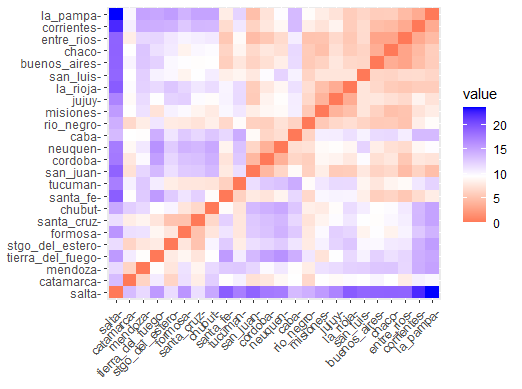 la_pampa
corrientes
entre_rios
chaco
buenos_aires
san_luis
la_rioja
jujuy
misiones
rio_negro
caba
neuquen
cordoba
san_juan
tucuman
santa_fe
chubut
santa_cruz
formosa
stgo_del_estero
tierra_del_fuego
mendoza
catamarca
salta
salta
catamarca
mendoza
tierra_del_fuego
stgo_del_estero
formosa
santa_cruz
chubut
santa_fe
tucuman
san_juan
cordoba
neuquen
caba
rio_negro
misiones
jujuy
la_rioja
san_luis
buenos_aires
chaco
entre_rios
corrientes
la_pampa
value
20
15
10
5
0